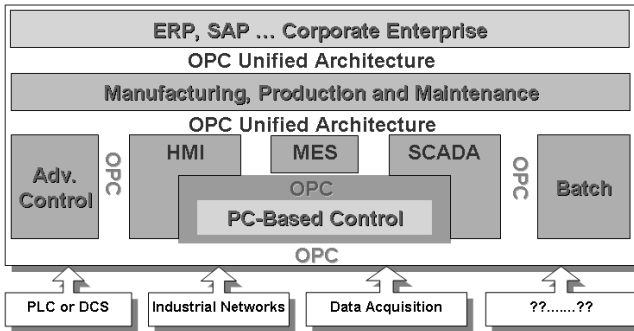 ERP, SAP ... Corporate Enterprise
OPC Unified Architecture
Manufacturing, Production and Maintenance
OPC Unified Architecture
Adv.
Control
OPC
HMI
MES
SCADA
OPC
Batch
OPC
PC-Based Control
OPC
PLC or DCS
Industrial Networks
Data Acquisition
??.......??